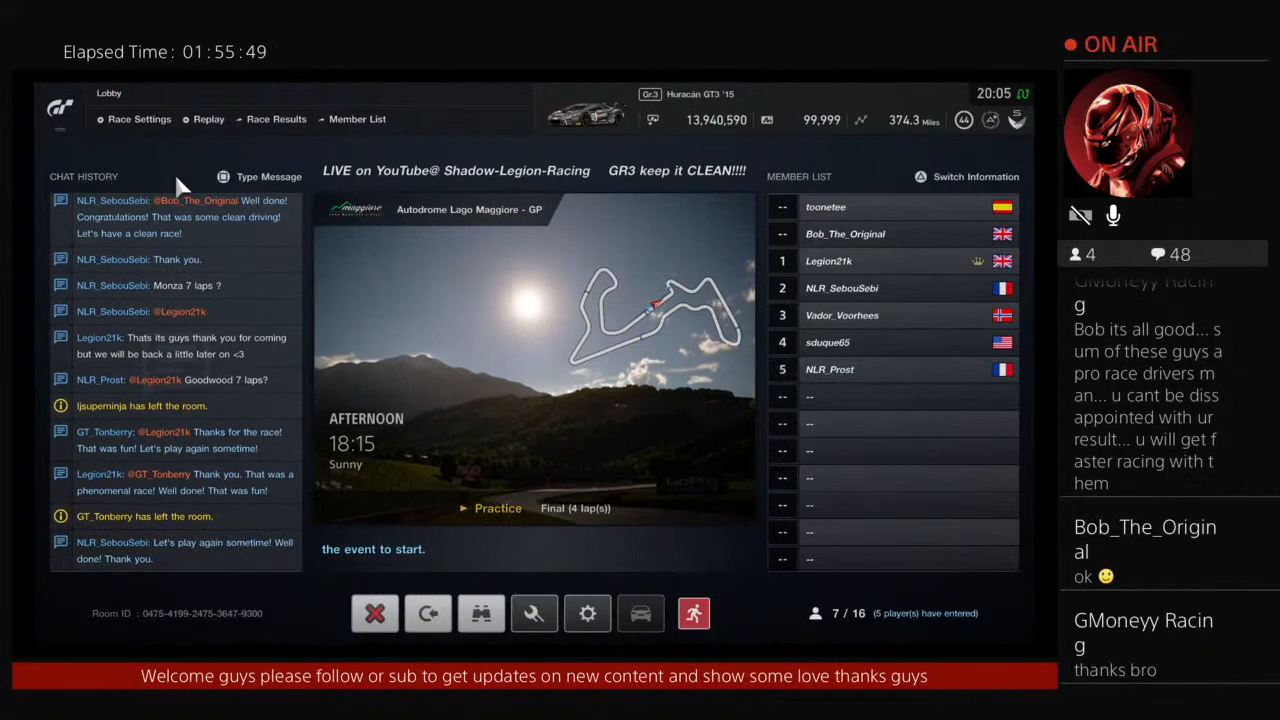 Elapsed Time: 01:55:49
ON AIR
Lobby
Race Settings Replay Race Results Member List
Gr.3 Huracán GT3 '15
13,940,590 99,999 374.3 Miles 44 S
20:05
LIVE on YouTube@ Shadow-Legion-Racing GR3 keep it CLEAN!!!!
CHAT HISTORY Type Message
NLR_SebouSebi: @Bob_The_Original Well done!
Congratulations! That was some clean driving!
Let's have a clean race!
NLR_SebouSebi: Thank you.
NLR_SebouSebi: Monza 7 laps ?
NLR_SebouSebi: @Legion21k
Legion21k: Thats its guys thank you for coming
but we will be back a little later on <3
NLR_Prost: @Legion21k Goodwood 7 laps?
ljsuperninja has left the room.
GT_Tonberry: @Legion21k Thanks for the race!
That was fun! Let's play again sometime!
Legion21k: @GT_Tonberry Thank you. That was a
phenomenal race! Well done! That was fun!
GT_Tonberry has left the room.
NLR_SebouSebi: Let's play again sometime! Well
done! Thank you.
maggiore
Autodrome Lago Maggiore - GP
AFTERNOON
18:15
Sunny
GoPro
Practice Final (4 lap(s))
the event to start.
MEMBER LIST Switch Information
-- toonetee
-- Bob_The_Original
1 Legion21k
2 NLR_SebouSebi
3 Vador_Voorhees
4 sduque65
5 NLR_Prost
-- --
-- --
-- --
-- --
-- --
-- --
-- --
Room ID : 0475-4199-2475-3647-9300
7 / 16 (5 player(s) have entered)
Welcome guys please follow or sub to get updates on new content and show some love thanks guys
4 48
GMoneyy Racin
g
Bob its all good... s
um of these guys a
pro race drivers m
an... u cant be diss
appointed with ur
result... u will get f
aster racing with t
hem
Bob_The_Origin
al
ok 🙂
GMoneyy Racin
g
thanks bro